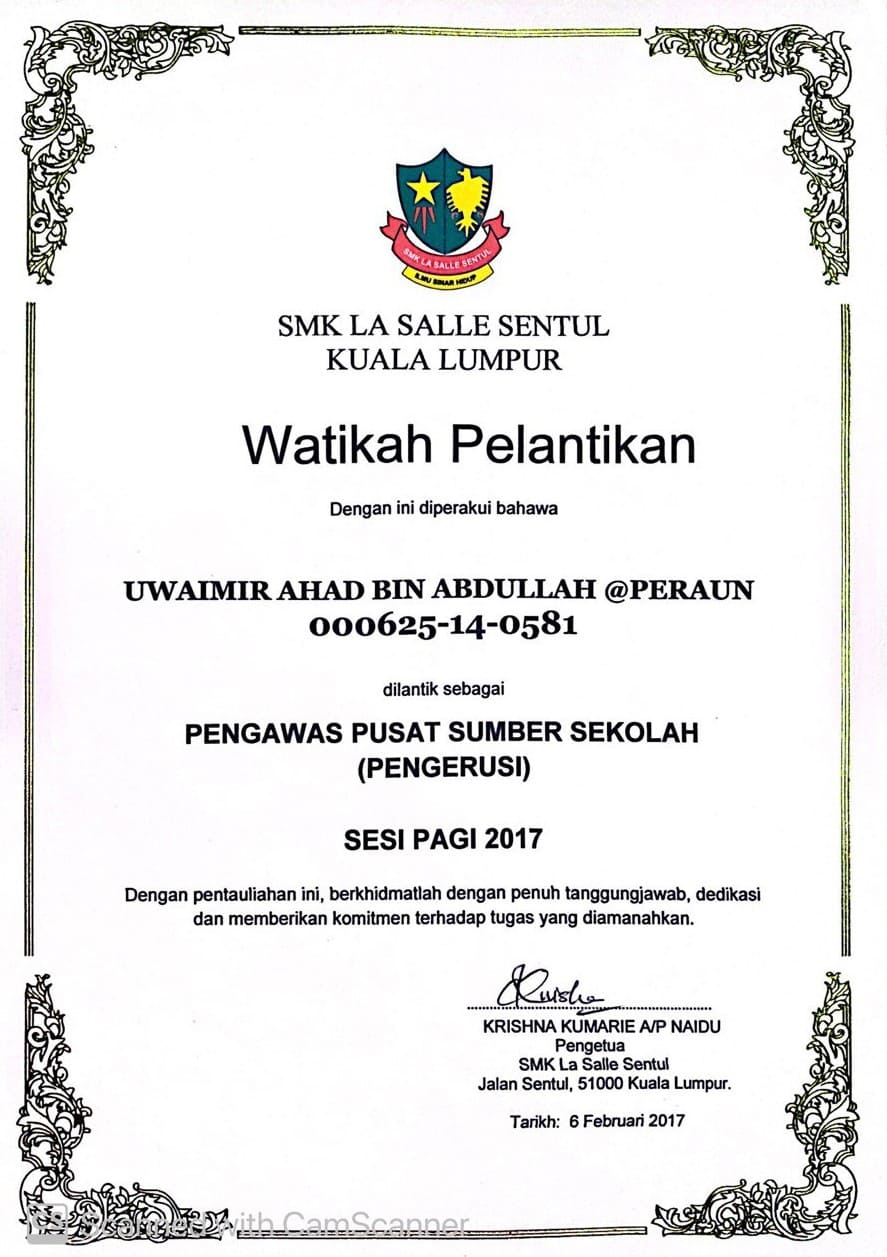 SMK LA SALLE SENTUL
ILMU SINAR HIDUP
SMK LA SALLE SENTUL
KUALA LUMPUR
Watikah Pelantikan
Dengan ini diperakui bahawa
UWAIMIR AHAD BIN ABDULLAH @PERAUN
000625-14-0581
dilantik sebagai
PENGAWAS PUSAT SUMBER SEKOLAH
(PENGERUSI)
SESI PAGI 2017
Dengan pentauliahan ini, berkhidmatlah dengan penuh tanggungjawab, dedikasi
dan memberikan komitmen terhadap tugas yang diamanahkan.
Krisha
KRISHNA KUMARIE A/P NAIDU
Pengetua
SMK La Salle Sentul
Jalan Sentul, 51000 Kuala Lumpur.
Tarikh: 6 Februari 2017
CS Scanned with CamScanner